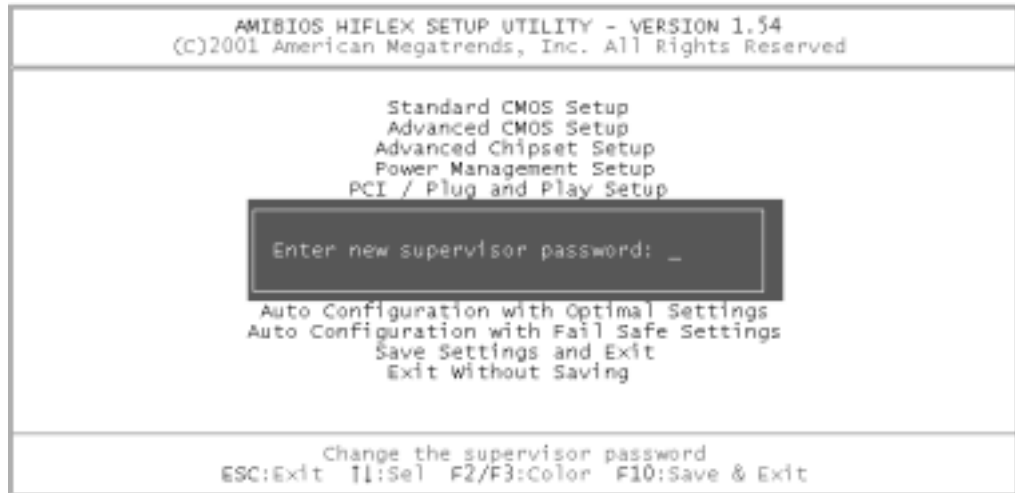 AMIBIOS HIFLEX SETUP UTILITY - VERSION 1.54
(C)2001 American Megatrends, Inc. All Rights Reserved
Standard CMOS Setup
Advanced CMOS Setup
Advanced Chipset Setup
Power Management Setup
PCI / Plug and Play Setup
Enter new supervisor password: _
Auto Configuration with Optimal Settings
Auto Configuration with Fail Safe Settings
Save Settings and Exit
Exit Without Saving
Change the supervisor password
ESC:Exit ↑↓:Sel F2/F3:Color F10:Save & Exit